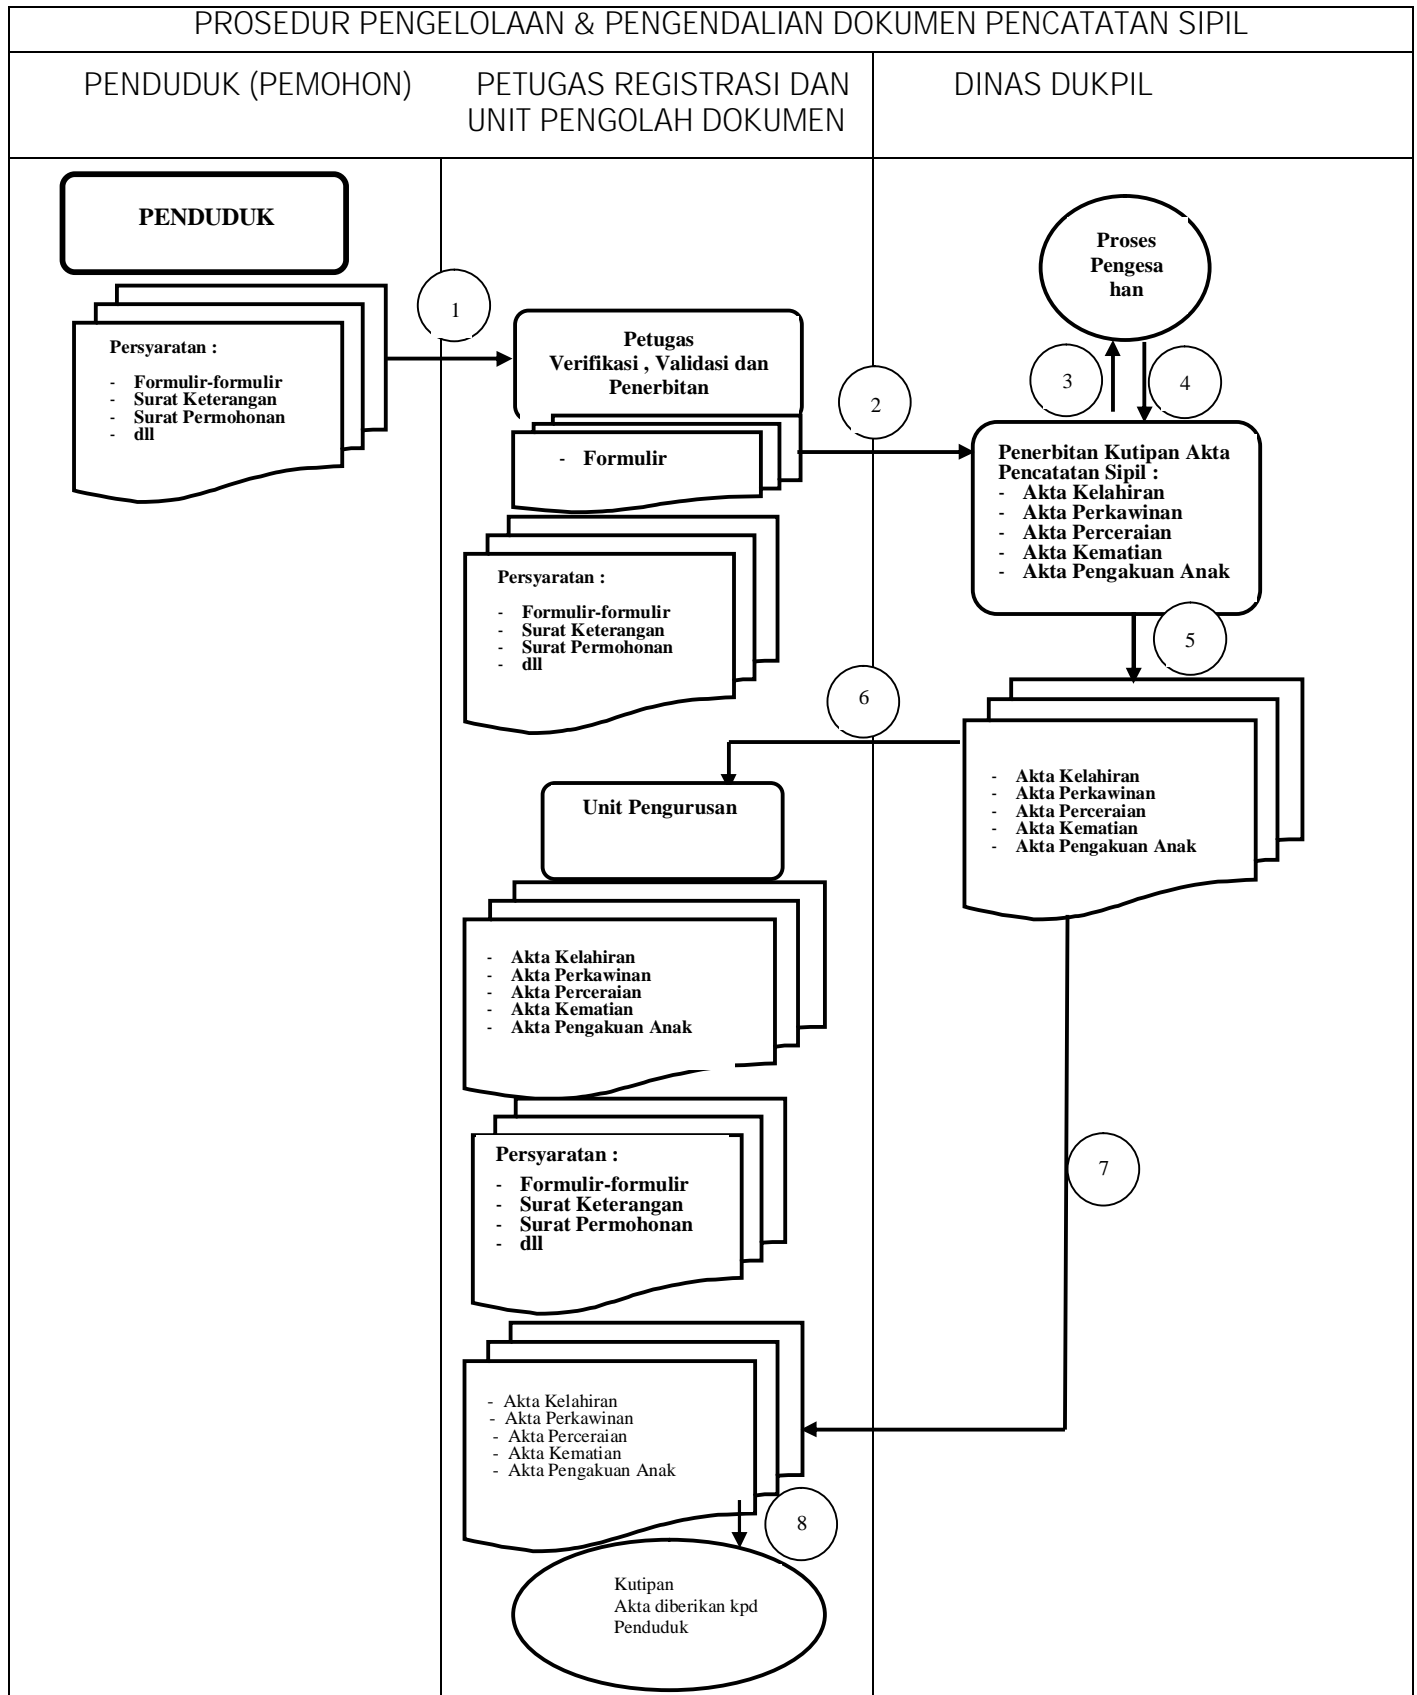 PROSEDUR PENGELOLAAN & PENGENDALIAN DOKUMEN PENCATATAN SIPIL
PENDUDUK (PEMOHON)
PETUGAS REGISTRASI DAN
UNIT PENGOLAH DOKUMEN
DINAS DUKPIL
PENDUDUK
Persyaratan :
- Formulir-formulir
- Surat Keterangan
- Surat Permohonan
- dll
1
Petugas
Verifikasi , Validasi dan
Penerbitan
- Formulir
2
Proses
Pengesa
han
3
4
Penerbitan Kutipan Akta
Pencatatan Sipil :
- Akta Kelahiran
- Akta Perkawinan
- Akta Perceraian
- Akta Kematian
- Akta Pengakuan Anak
Persyaratan :
- Formulir-formulir
- Surat Keterangan
- Surat Permohonan
- dll
5
6
- Akta Kelahiran
- Akta Perkawinan
- Akta Perceraian
- Akta Kematian
- Akta Pengakuan Anak
Unit Pengurusan
- Akta Kelahiran
- Akta Perkawinan
- Akta Perceraian
- Akta Kematian
- Akta Pengakuan Anak
Persyaratan :
- Formulir-formulir
- Surat Keterangan
- Surat Permohonan
- dll
7
- Akta Kelahiran
- Akta Perkawinan
- Akta Perceraian
- Akta Kematian
- Akta Pengakuan Anak
8
Kutipan
Akta diberikan kpd
Penduduk